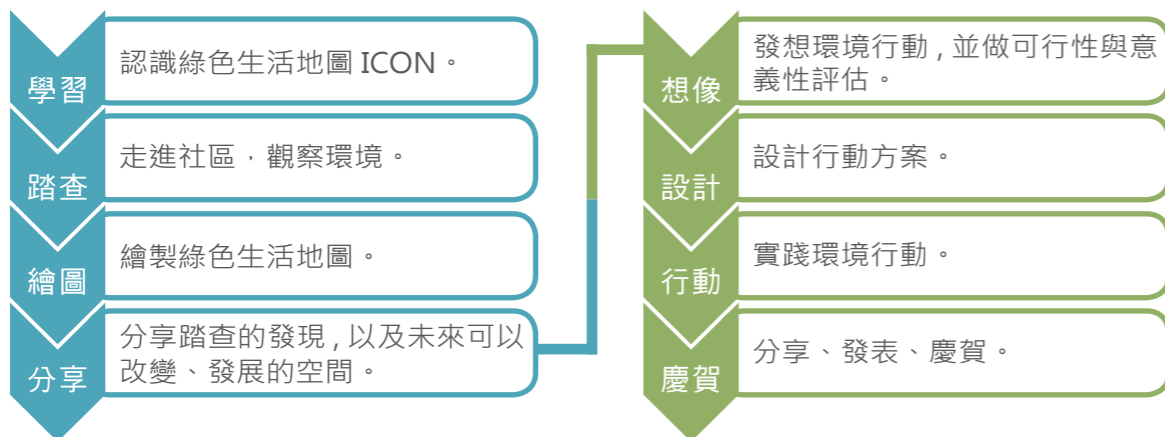 學習
認識綠色生活地圖 ICON。
踏查
走進社區，觀察環境。
繪圖
繪製綠色生活地圖。
分享
分享踏查的發現 , 以及未來可以
改變、發展的空間。
想像
發想環境行動 , 並做可行性與意
義性評估。
設計
設計行動方案。
行動
實踐環境行動。
慶賀
分享、發表、慶賀。